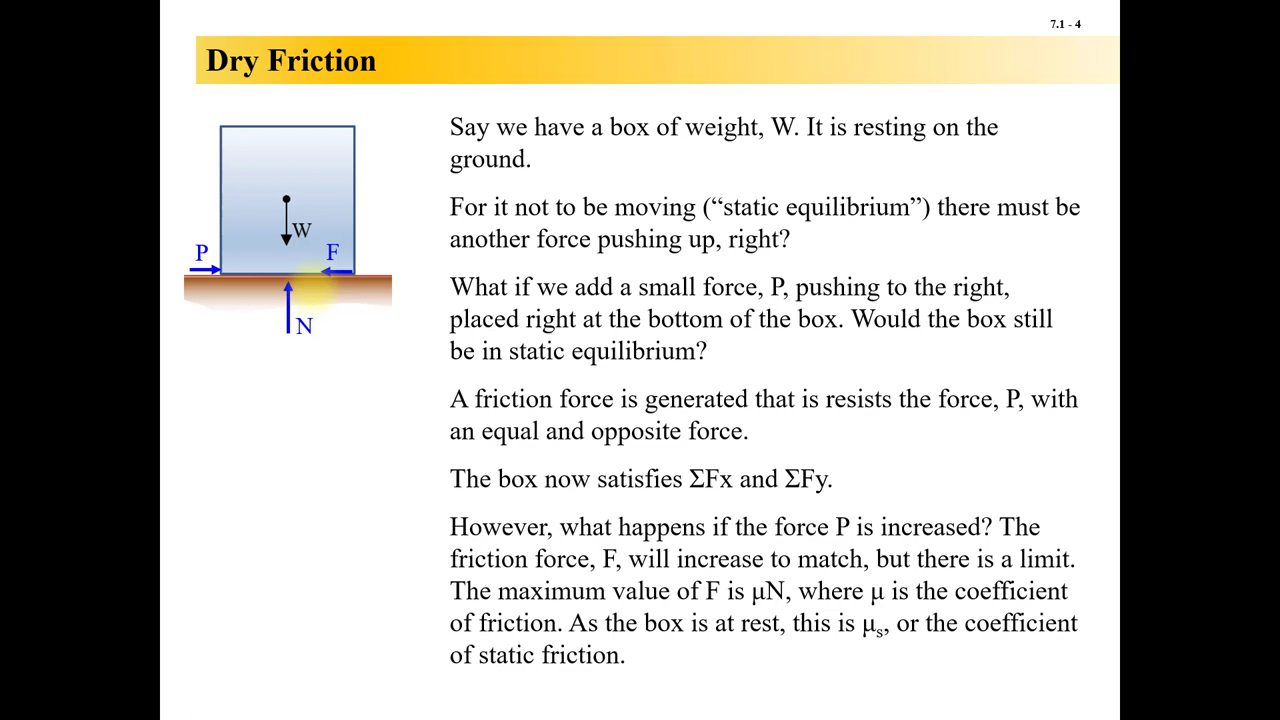 7.1 - 4
Dry Friction
Say we have a box of weight, W. It is resting on the
ground.
For it not to be moving (“static equilibrium”) there must be
another force pushing up, right?
What if we add a small force, P, pushing to the right,
placed right at the bottom of the box. Would the box still
be in static equilibrium?
A friction force is generated that is resists the force, P, with
an equal and opposite force.
The box now satisfies ΣFx and ΣFy.
However, what happens if the force P is increased? The
friction force, F, will increase to match, but there is a limit.
The maximum value of F is μN, where μ is the coefficient
of friction. As the box is at rest, this is μs, or the coefficient
of static friction.
W
P
F
N